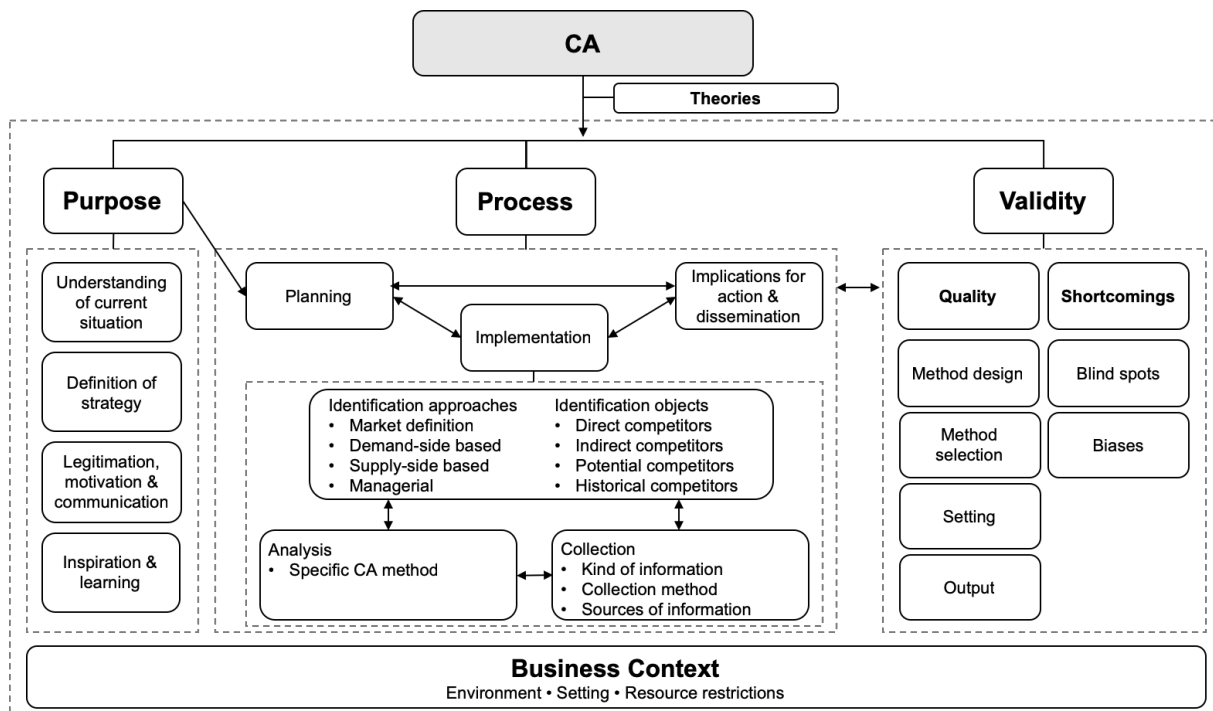 CA
Theories
Purpose
Process
Validity
Understanding
of current
situation
Definition of
strategy
Legitimation,
motivation &
communication
Inspiration &
learning
Planning
Implementation
Implications for
action &
dissemination
Identification approaches
• Market definition
• Demand-side based
• Supply-side based
• Managerial
Identification objects
• Direct competitors
• Indirect competitors
• Potential competitors
• Historical competitors
Analysis
• Specific CA method
Collection
• Kind of information
• Collection method
• Sources of information
Quality
Method design
Method
selection
Setting
Output
Shortcomings
Blind spots
Biases
Business Context
Environment • Setting • Resource restrictions